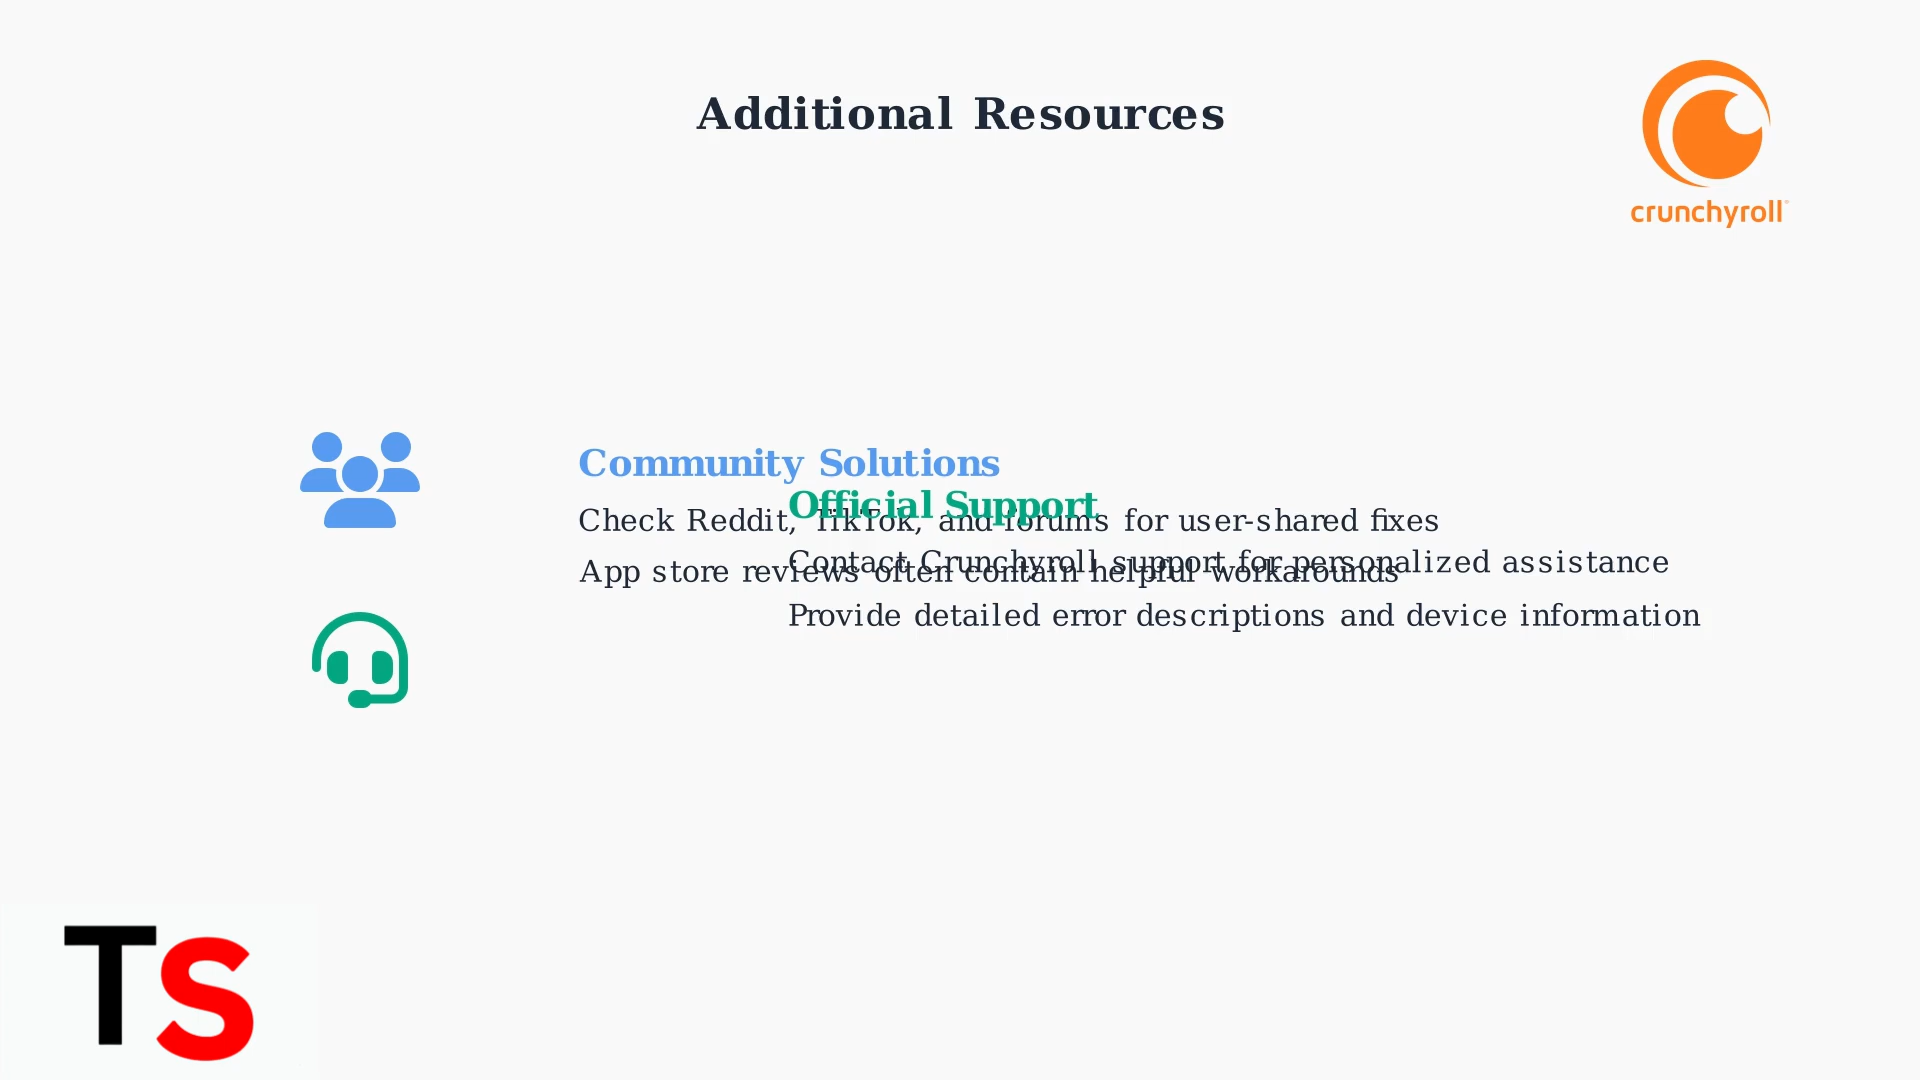 Additional Resources
crunchyroll
Community Solutions
Check Reddit, TikTok, and forums for user-shared fixes
App store reviews often contain helpful workarounds
Official Support
Contact Crunchyroll support for personalized assistance
Provide detailed error descriptions and device information
TS